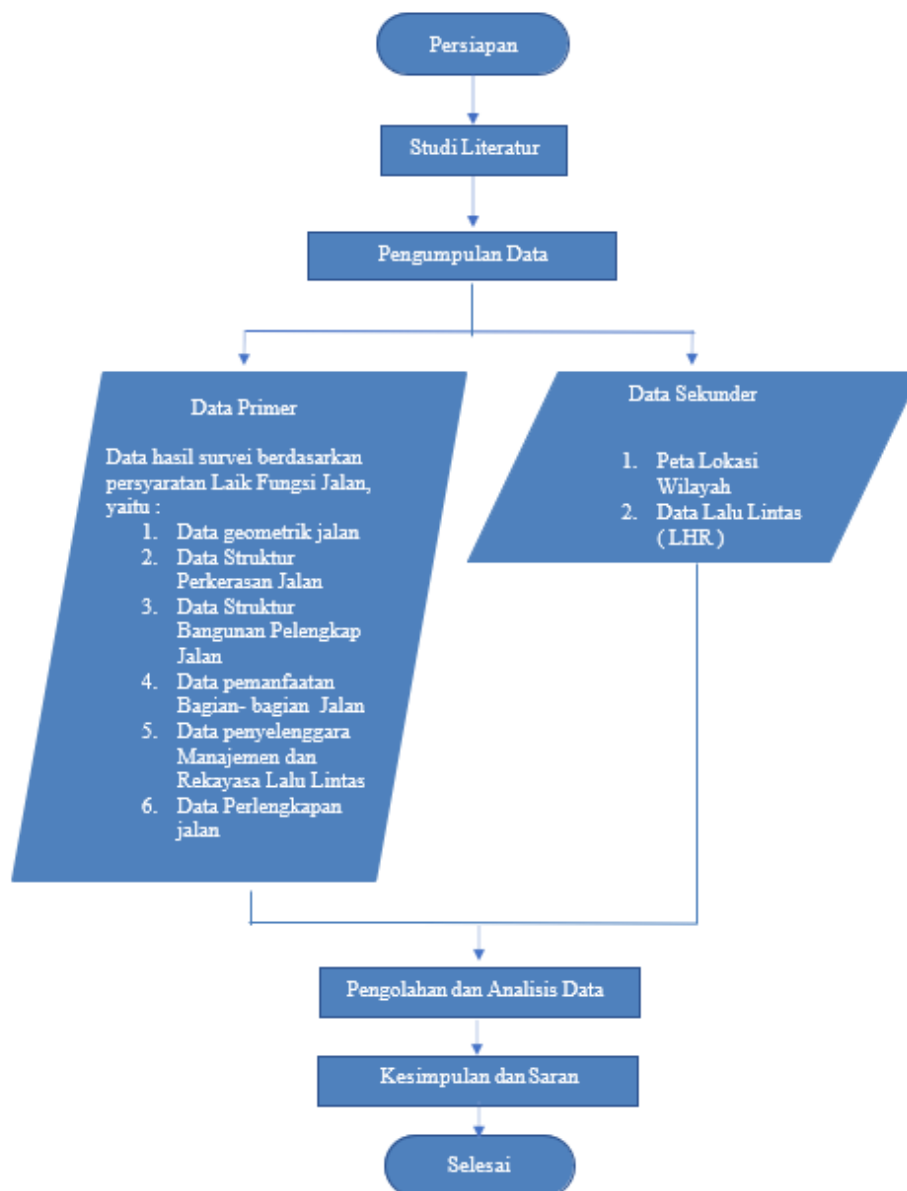 Persiapan
Studi Literatur
Pengumpulan Data
Data Primer
Data hasil survei berdasarkan
persyaratan Laik Fungsi Jalan,
yaitu :
1. Data geometrik jalan
2. Data Struktur
Perkerasan Jalan
3. Data Struktur
Bangunan Pelengkap
Jalan
4. Data pemanfaatan
Bagian- bagian Jalan
5. Data penyelenggara
Manajemen dan
Rekayasa Lalu Lintas
6. Data Perlengkapan
jalan
Data Sekunder
1. Peta Lokasi
Wilayah
2. Data Lalu Lintas
( LHR )
Pengolahan dan Analisis Data
Kesimpulan dan Saran
Selesai